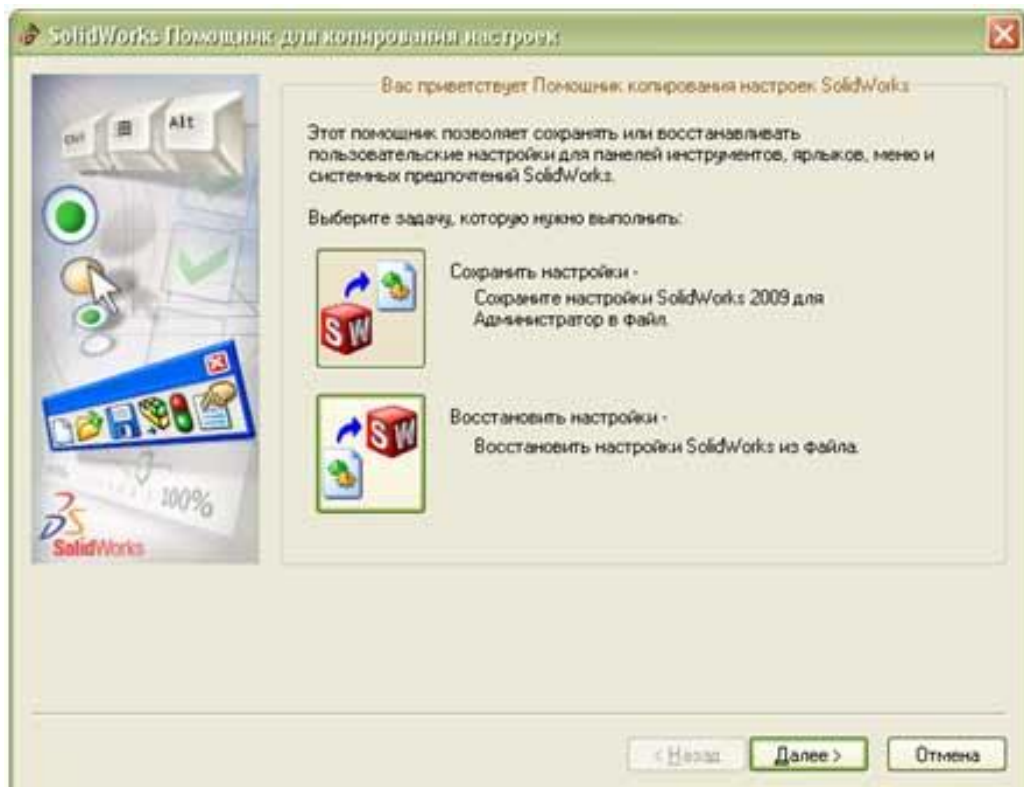 SolidWorks Помощник для копирования настроек
Вас приветствует Помощник копирования настроек SolidWorks
Этот помощник позволяет сохранять или восстанавливать
пользовательские настройки для панелей инструментов, ярлыков, меню и
системных предпочтений SolidWorks.
Выберите задачу, которую нужно выполнить:
Ctrl
Alt
Сохранить настройки -
Сохраните настройки SolidWorks 2009 для
Администратор в файл.
SW
Восстановить настройки -
Восстановить настройки SolidWorks из файла.
SW
100%
SolidWorks
< Назад
Далее >
Отмена